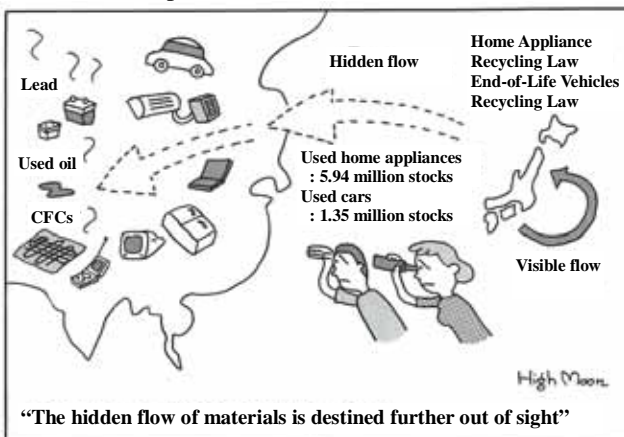 Lead
Used oil
CFCs
Hidden flow
Used home appliances
: 5.94 million stocks
Used cars
: 1.35 million stocks
Home Appliance
Recycling Law
End-of-Life Vehicles
Recycling Law
Visible flow
High Moon
“The hidden flow of materials is destined further out of sight”